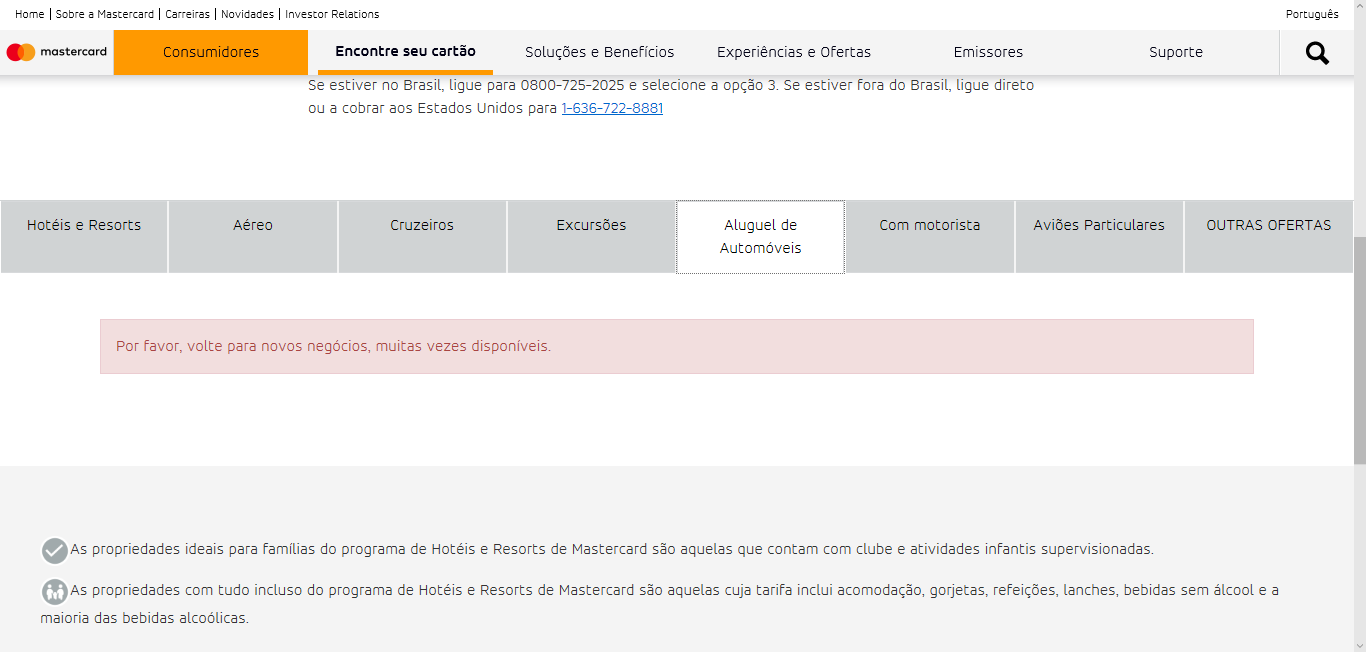 Home | Sobre a Mastercard | Carreiras | Novidades | Investor Relations
Português
mastercard
Consumidores
Encontre seu cartão
Soluções e Benefícios
Experiências e Ofertas
Emissores
Suporte
Se estiver no Brasil, ligue para 0800-725-2025 e selecione a opção 3. Se estiver fora do Brasil, ligue direto
ou a cobrar aos Estados Unidos para 1-636-722-8881
Hotéis e Resorts
Aéreo
Cruzeiros
Excursões
Aluguel de
Automóveis
Com motorista
Aviões Particulares
OUTRAS OFERTAS
Por favor, volte para novos negócios, muitas vezes disponíveis.
As propriedades ideais para famílias do programa de Hotéis e Resorts de Mastercard são aquelas que contam com clube e atividades infantis supervisionadas.
As propriedades com tudo incluso do programa de Hotéis e Resorts de Mastercard são aquelas cuja tarifa inclui acomodação, gorjetas, refeições, lanches, bebidas sem álcool e a
maioria das bebidas alcoólicas.